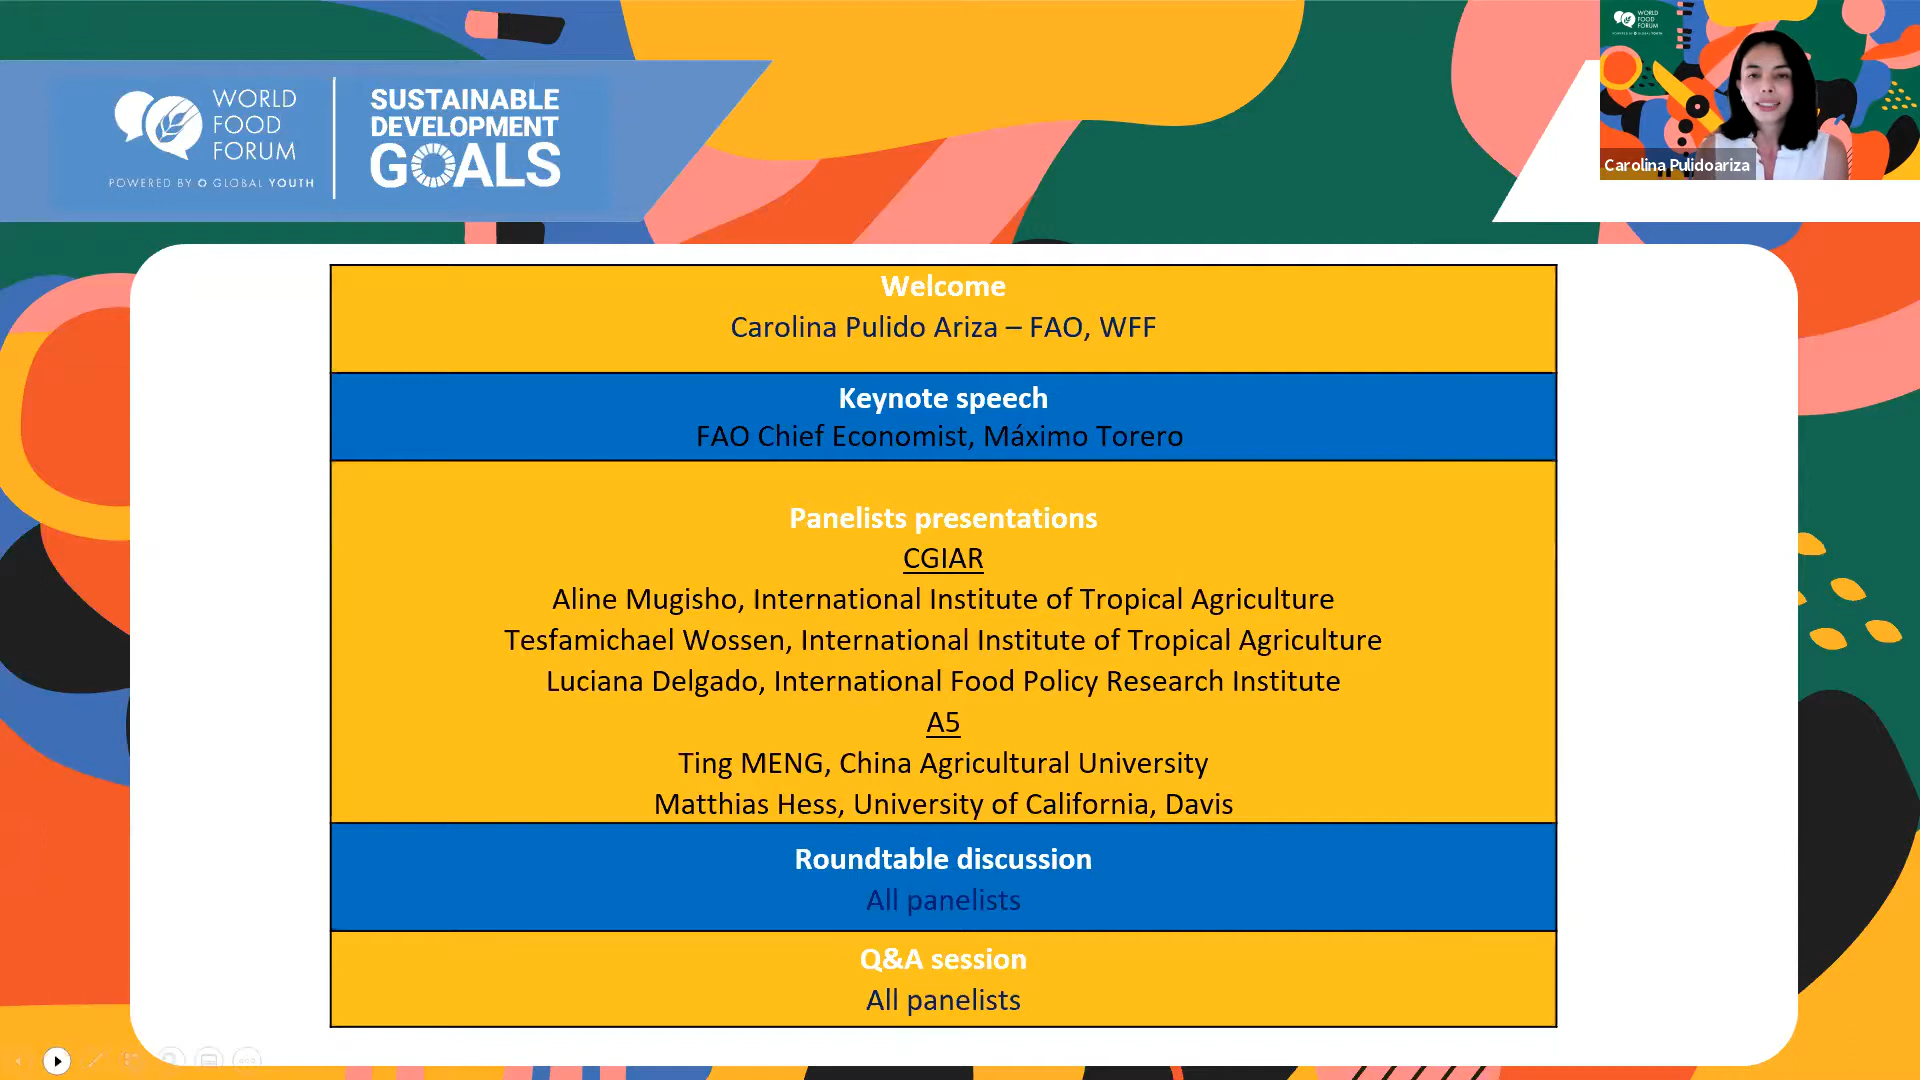 WORLD
FOOD
FORUM
POWERED BY GLOBAL YOUTH
SUSTAINABLE
DEVELOPMENT
GOALS
WORLD
FOOD
FORUM
Carolina Pulidoariza
Welcome
Carolina Pulido Ariza – FAO, WFF
Keynote speech
FAO Chief Economist, Máximo Torero
Panelists presentations
CGIAR
Aline Mugisho, International Institute of Tropical Agriculture
Tesfamichael Wossen, International Institute of Tropical Agriculture
Luciana Delgado, International Food Policy Research Institute
A5
Ting MENG, China Agricultural University
Matthias Hess, University of California, Davis
Roundtable discussion
All panelists
Q&A session
All panelists